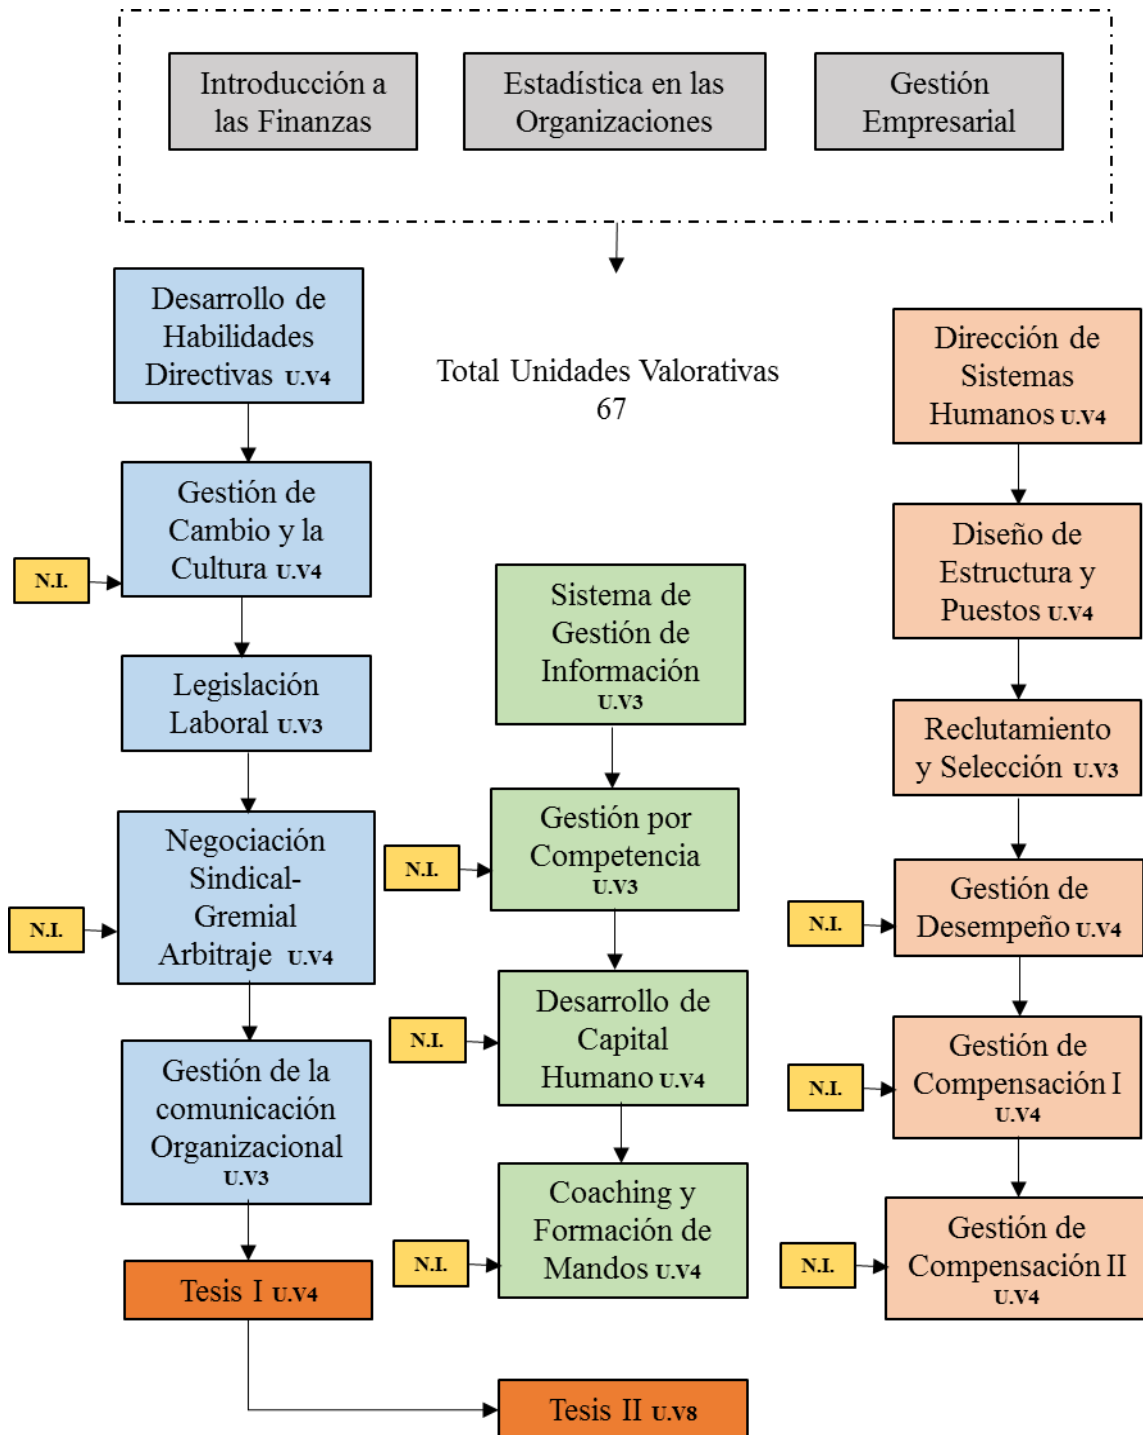 Introducción a
las Finanzas
Estadística en las
Organizaciones
Gestión
Empresarial
Desarrollo de
Habilidades
Directivas U.V4
Total Unidades Valorativas
67
Dirección de
Sistemas
Humanos U.V4
Gestión de
Cambio y la
Cultura U.V4
N.I.
Diseño de
Estructura y
Puestos U.V4
Sistema de
Gestión de
Información
U.V3
Legislación
Laboral U.V3
Reclutamiento
y Selección U.V3
Negociación
Sindical-
Gremial
Arbitraje U.V4
N.I.
Gestión por
Competencia
U.V3
N.I.
Gestión de
Desempeño U.V4
N.I.
Desarrollo de
Capital
Humano U.V4
N.I.
Gestión de
Compensación I
U.V4
N.I.
Gestión de la
comunicación
Organizacional
U.V3
Coaching y
Formación de
Mandos U.V4
N.I.
Gestión de
Compensación II
U.V4
N.I.
Tesis I U.V4
Tesis II U.V8